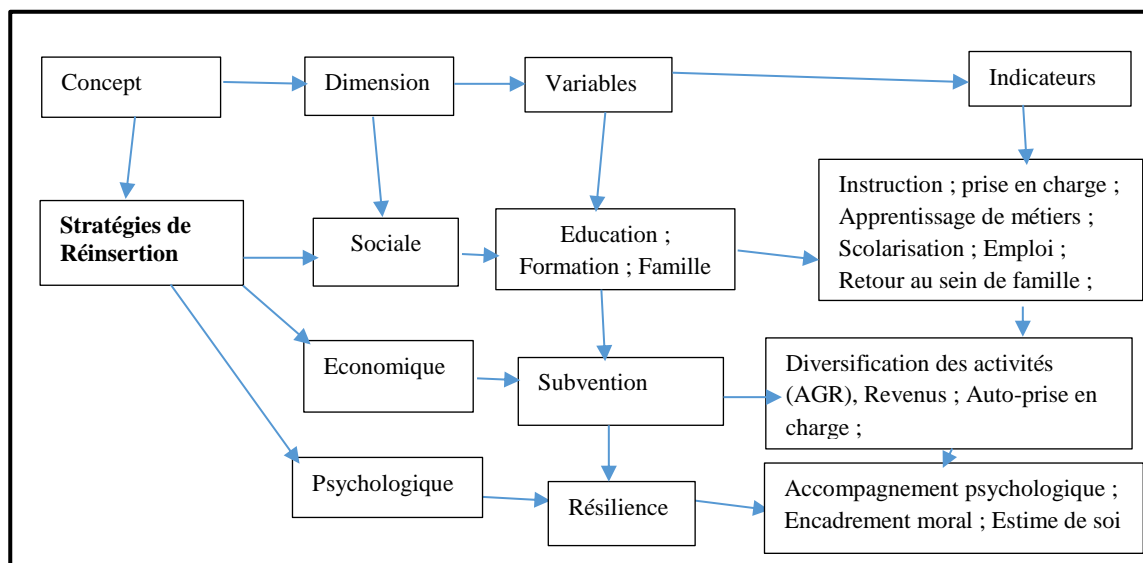 Concept
Dimension
Variables
Indicateurs
Stratégies de
Réinsertion
Sociale
Education ;
Formation ; Famille
Instruction ; prise en charge ;
Apprentissage de métiers ;
Scolarisation ; Emploi ;
Retour au sein de famille ;
Economique
Subvention
Diversification des activités
(AGR), Revenus ; Auto-prise en
charge ;
Psychologique
Résilience
Accompagnement psychologique ;
Encadrement moral ; Estime de soi